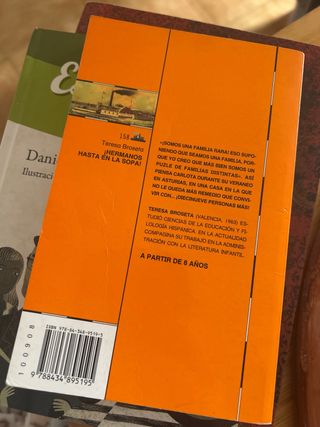 158
Teresa Broseta
¡HERMANOS
HASTA EN LA SOPA!
«¡SOMOS UNA FAMILIA RARA! ESO SUPO-
NIENDO QUE SEAMOS UNA FAMILIA, POR-
QUE YO CREO QUE MÁS BIEN SOMOS UN
PUZLE DE FAMILIAS DISTINTAS». ASÍ
PIENSA CARLOTA DURANTE SU VERANEO
EN ASTURIAS, EN UNA CASA EN LA QUE
NO LE QUEDA MÁS REMEDIO QUE CONVI-
VIR CON... ¡DIECINUEVE PERSONAS MÁS!
TERESA BROSETA (VALENCIA, 1963) ES-
TUDIÓ CIENCIAS DE LA EDUCACIÓN Y FI-
LOLOGÍA HISPÁNICA. EN LA ACTUALIDAD
COMPAGINA SU TRABAJO EN LA ADMINIS-
TRACIÓN CON LA LITERATURA INFANTIL.
A PARTIR DE 8 AÑOS
ISBN 978-84-348-9519-5
9 788434 895195
100908
Dani
Ilustraci